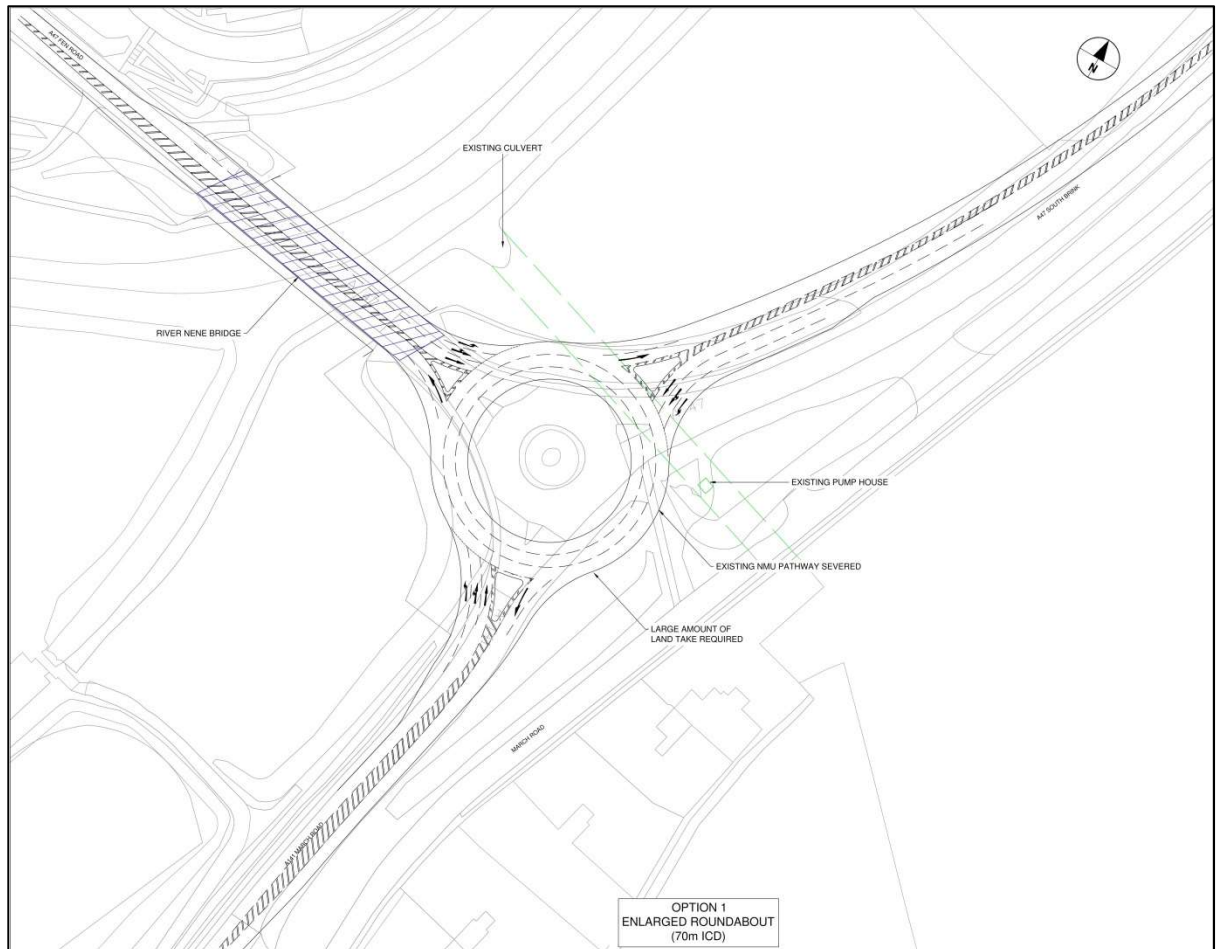 A47 FEN ROAD
N
EXISTING CULVERT
A47 SOUTH BRINK
RIVER NENE BRIDGE
EXISTING PUMP HOUSE
EXISTING NMU PATHWAY SEVERED
LARGE AMOUNT OF
LAND TAKE REQUIRED
MARCH ROAD
A141 MARCH ROAD
OPTION 1
ENLARGED ROUNDABOUT
(70m ICD)